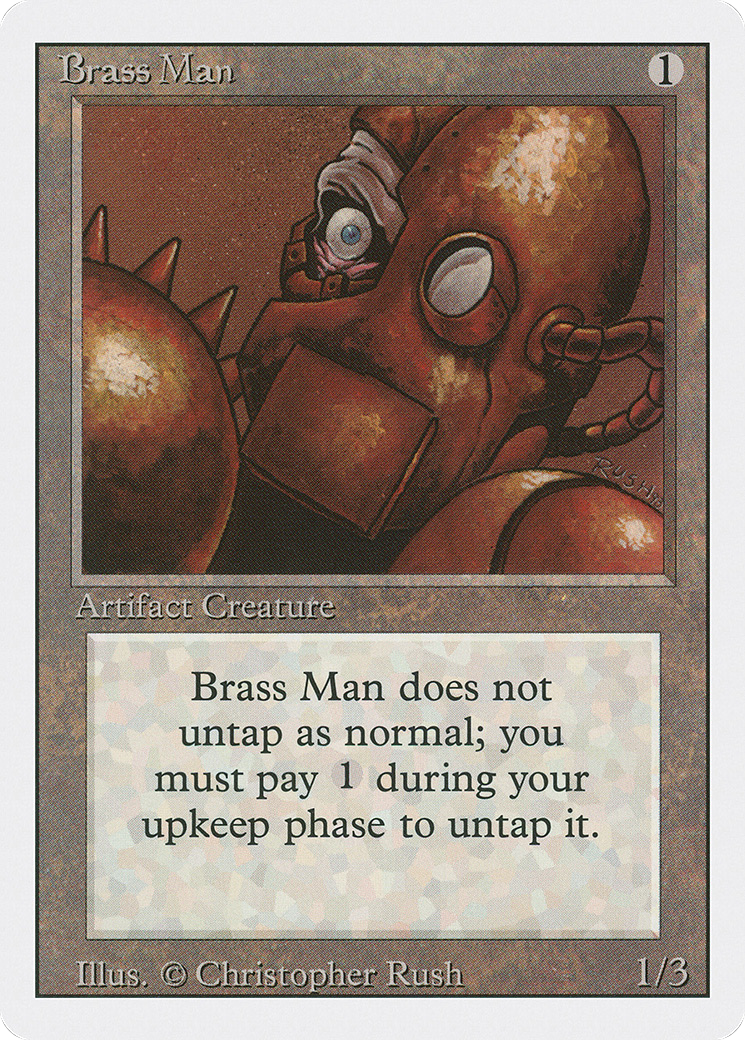 Brass Man
1
RUSH
Artifact Creature
Brass Man does not
untap as normal; you
must pay 1 during your
upkeep phase to untap it.
Illus. © Christopher Rush
1/3